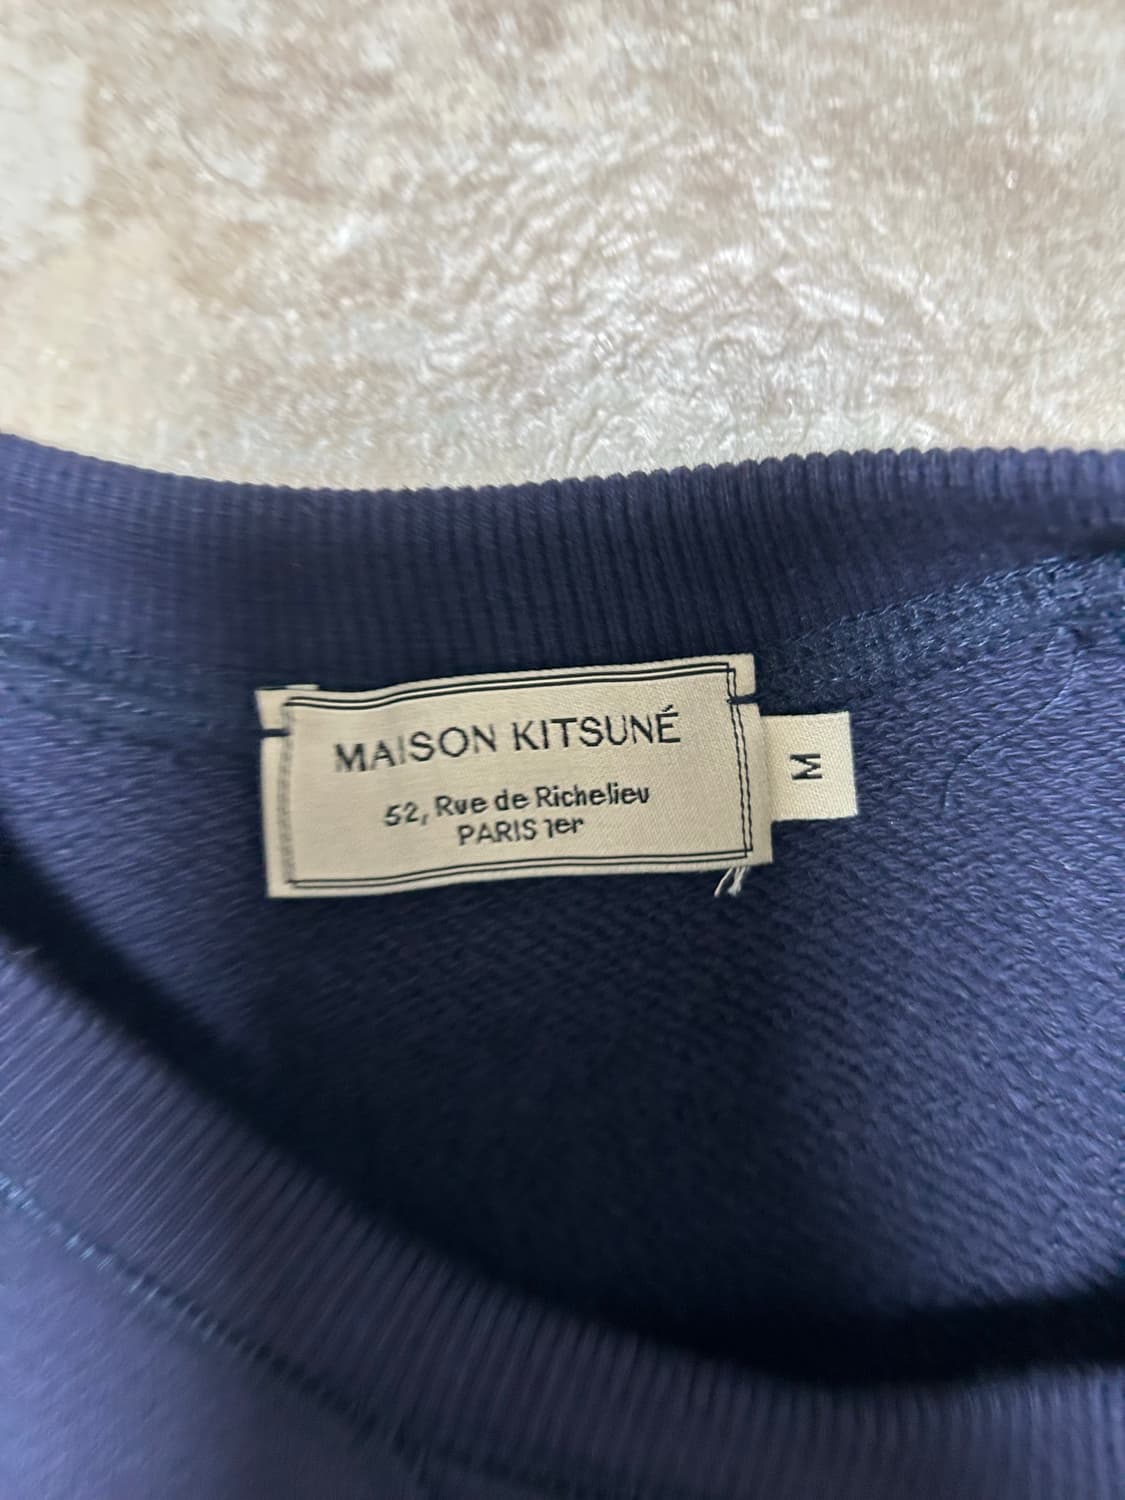 MAISON KITSUNÉ
52, Rue de Richelieu
PARIS 1er
M